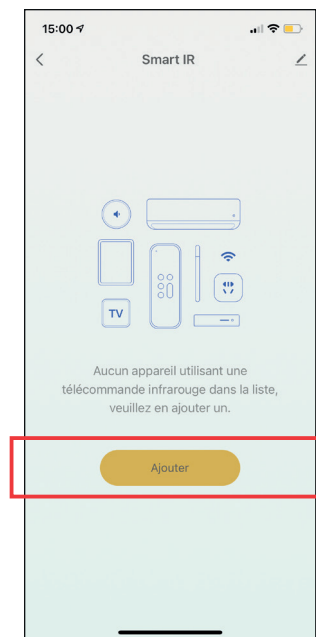 15:00
Smart IR
TV
Aucun appareil utilisant une
télécommande infrarouge dans la liste,
veuillez en ajouter un.
Ajouter